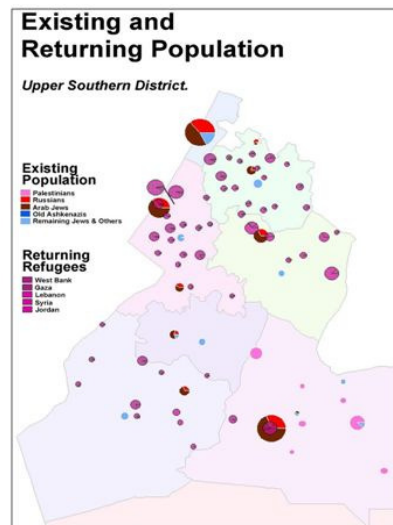 Existing and
Returning Population
Upper Southern District.
Existing
Population
Palestinians
Russians
Arab Jews
Old Ashkenazis
Remaining Jews & Others
Returning
Refugees
West Bank
Gaza
Lebanon
Syria
Jordan